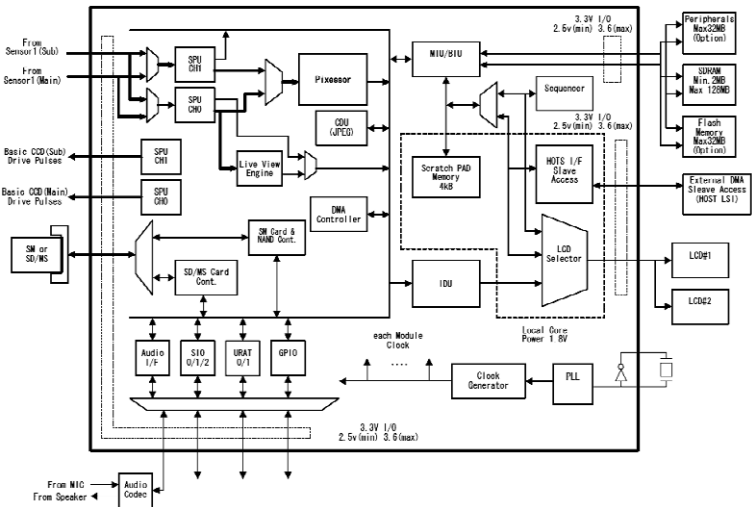 3.3V I/O
2.5v(min) 3.6(max)
Peripherals
Max32MB
(Option)
From
Sensor1(Sub)
SPU
CH1
MIU/BIU
From
Sensor1(Main)
Pixessor
SDRAM
Min.2MB
Max 128MB
Sequencer
SPU
CH0
3.3V I/O
2.5v(min) 3.6(max)
CDU
(JPEG)
Flash
Memory
Max32MB
(Option)
Basic CCD(Sub)
Drive Pulses
SPU
CH1
Live View
Engine
Scratch PAD
Memory
4kB
HOTS I/F
Slave
Access
External DMA
Sleave Access
(HOST LSI)
Basic CCD(Main)
Drive Pulses
SPU
CH0
DMA
Controller
SM or
SD/MS
SM Card &
NAND Cont.
LCD
Selector
LCD#1
SD/MS Card
Cont.
IDU
LCD#2
Local Core
Power 1.8V
each Module
Clock
Audio
I/F
SIO
0/1/2
URAT
0/1
GPIO
Clock
Generator
PLL
3.3V I/O
2.5v(min) 3.6(max)
From MIC
From Speaker
Audio
Codec